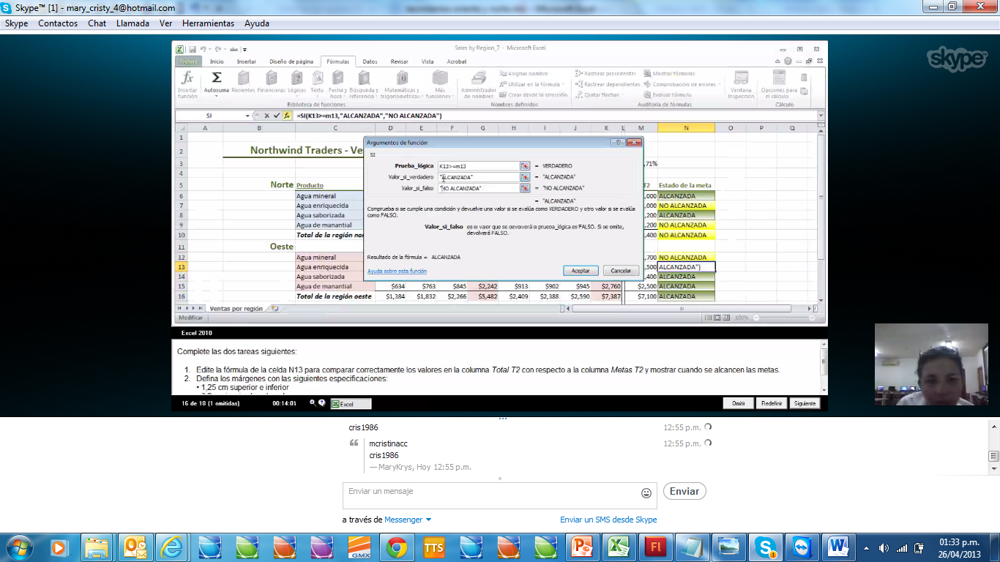 Skype™ [1] - mary_cristy_4@hotmail.com
Skype Contactos Chat Llamada Ver Herramientas Ayuda
skype
Sales by Region_7 - Microsoft Excel
Archivo Inicio Insertar Diseño de página Fórmulas Datos Revisar Vista Acrobat
Insertar función
Autosuma
Recientes
Financieras
Lógicas
Texto
Fecha y hora
Búsqueda y referencia
Matemáticas y trigonométricas
Más funciones
Biblioteca de funciones
Administrador de nombres
Asignar nombre
Utilizar en la fórmula
Crear desde la selección
Nombres definidos
Rastrear precedentes
Rastrear dependientes
Quitar flechas
Mostrar fórmulas
Comprobación de errores
Evaluar fórmula
Auditoría de fórmulas
Ventana Inspección
Opciones para el cálculo
Cálculo
SI =SI(K13>=m13,"ALCANZADA","NO ALCANZADA")
A B C D E F G H I J K L M N O P Q
1
2 Northwind Traders - Ve
3 ,71%
5 Norte Producto T2 Estado de la meta
6 Agua mineral ,000 ALCANZADA
7 Agua enriquecida ,000 NO ALCANZADA
8 Agua saborizada ,200 ALCANZADA
9 Agua de manantial ,200 NO ALCANZADA
10 Total de la región nor ,400 NO ALCANZADA
11 Oeste
12 Agua mineral ,700 NO ALCANZADA
13 Agua enriquecida ,500 ALCANZADA")
14 Agua saborizada ,400 ALCANZADA
15 Agua de manantial $634 $763 $845 $2,242 $913 $902 $945 $2,760 $2,500 ALCANZADA
16 Total de la región oeste $1,384 $1,832 $2,266 $5,482 $2,409 $2,388 $2,590 $7,387 $7,100 ALCANZADA
Argumentos de función
SI
Prueba_lógica K13>=m13 = VERDADERO
Valor_si_verdadero "ALCANZADA" = "ALCANZADA"
Valor_si_falso "NO ALCANZADA" = "NO ALCANZADA"
= "ALCANZADA"
Comprueba si se cumple una condición y devuelve una valor si se evalúa como VERDADERO y otro valor si se evalúa
como FALSO.
Valor_si_falso es el valor que se devolverá si prueba_lógica es FALSO. Si se omite,
devolverá FALSO.
Resultado de la fórmula = ALCANZADA
Ayuda sobre esta función
Aceptar Cancelar
Ventas por región
Modificar 100%
Excel 2010
Complete las dos tareas siguientes:
1. Edite la fórmula de la celda N13 para comparar correctamente los valores en la columna Total T2 con respecto a la columna Metas T2 y mostrar cuando se alcancen las metas.
2. Defina los márgenes con las siguientes especificaciones:
• 1,25 cm superior e inferior
16 de 18 (1 omitidas) 00:14:01 Excel Omitir Redefinir Siguiente
cris1986 12:55 p.m.
mcristinacc 12:55 p.m.
cris1986
— MaryKrys, Hoy 12:55 p.m.
Enviar un mensaje
Enviar
a través de Messenger
Enviar un SMS desde Skype
GMX
TTS
Fl
1
01:33 p.m.
26/04/2013